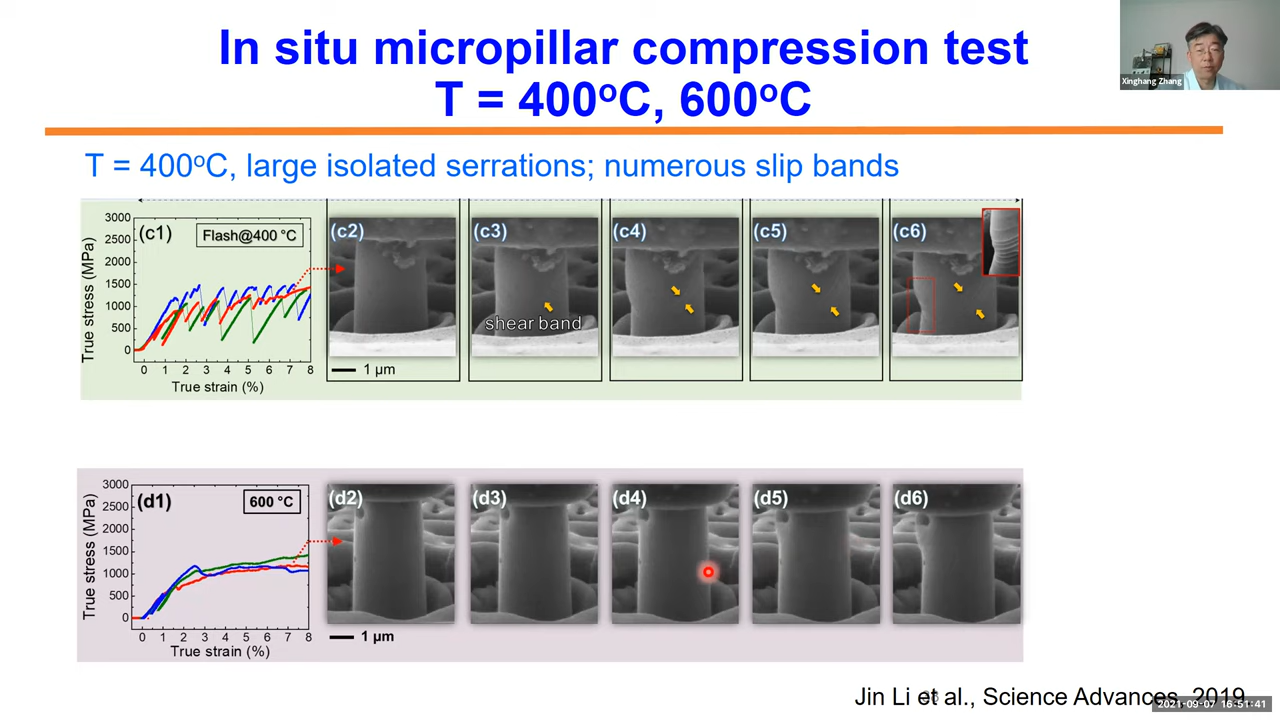 In situ micropillar compression test
T = 400°C, 600°C
Xinghang Zhang
T = 400°C, large isolated serrations; numerous slip bands
(c1)
Flash@400 °C
True stress (MPa)
3000
2500
2000
1500
1000
500
0
0 1 2 3 4 5 6 7 8
True strain (%)
(c2)
(c3)
(c4)
(c5)
(c6)
shear band
1 μm
(d1)
600 °C
True stress (MPa)
3000
2500
2000
1500
1000
500
0
0 1 2 3 4 5 6 7 8
True strain (%)
(d2)
(d3)
(d4)
(d5)
(d6)
1 μm
Jin Li et al., Science Advances, 2019.
2021-09-07 16:51:41